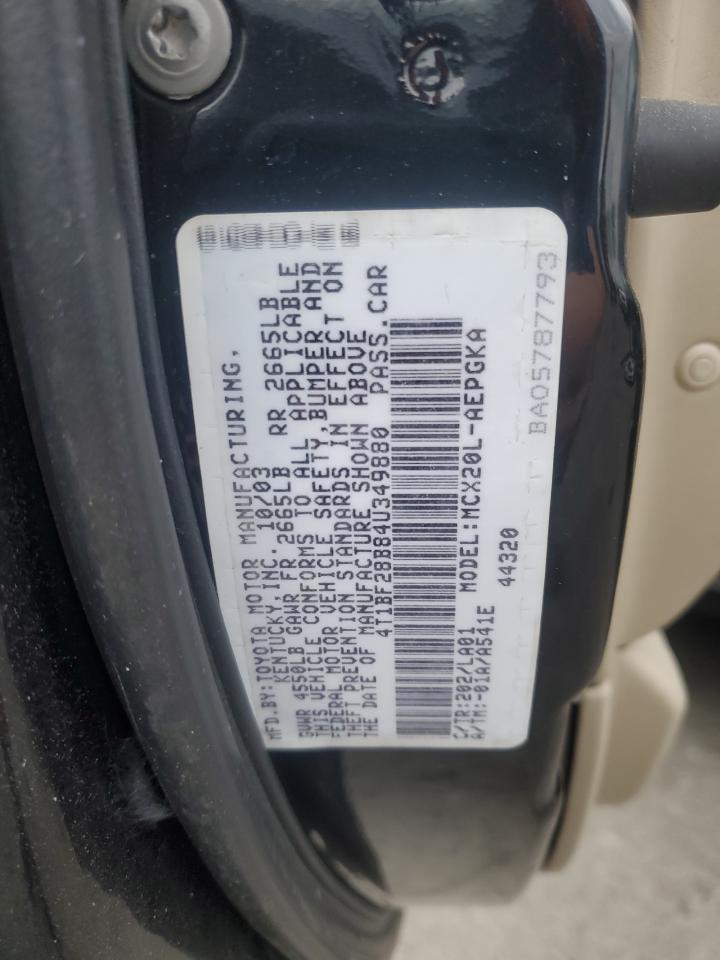 MFD.BY:TOYOTA MOTOR MANUFACTURING,
KENTUCKY, INC. 10/03
GVWR 4550LB GAWR FR 2665LB RR 2665LB
THIS VEHICLE CONFORMS TO ALL APPLICABLE
FEDERAL MOTOR VEHICLE SAFETY,BUMPER AND
THEFT PREVENTION STANDARDS IN EFFECT ON
THE DATE OF MANUFACTURE SHOWN ABOVE.
4T1BF28B84U349880 PASS.CAR
C/TR:202/LA01 MODEL:MCX20L-AEPGKA
A/TM:-01A/A541E 44320
BA05787793